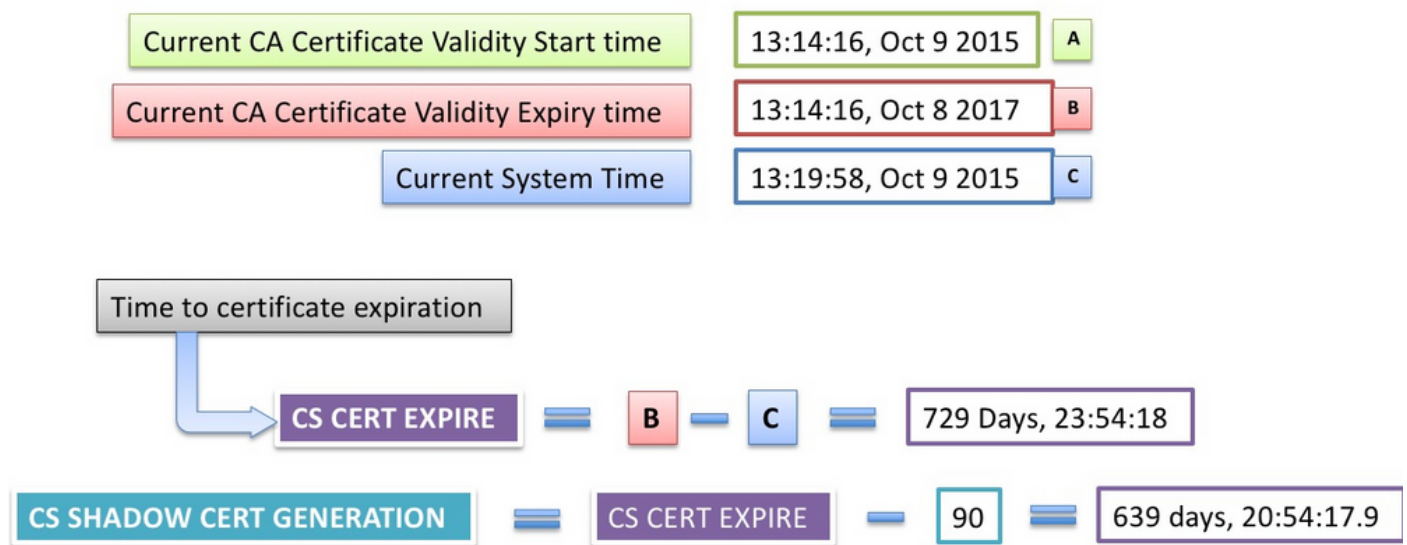 Current CA Certificate Validity Start time 13:14:16, Oct 9 2015 A
Current CA Certificate Validity Expiry time 13:14:16, Oct 8 2017 B
Current System Time 13:19:58, Oct 9 2015 C
Time to certificate expiration
CS CERT EXPIRE = B - C = 729 Days, 23:54:18
CS SHADOW CERT GENERATION = CS CERT EXPIRE - 90 = 639 days, 20:54:17.9